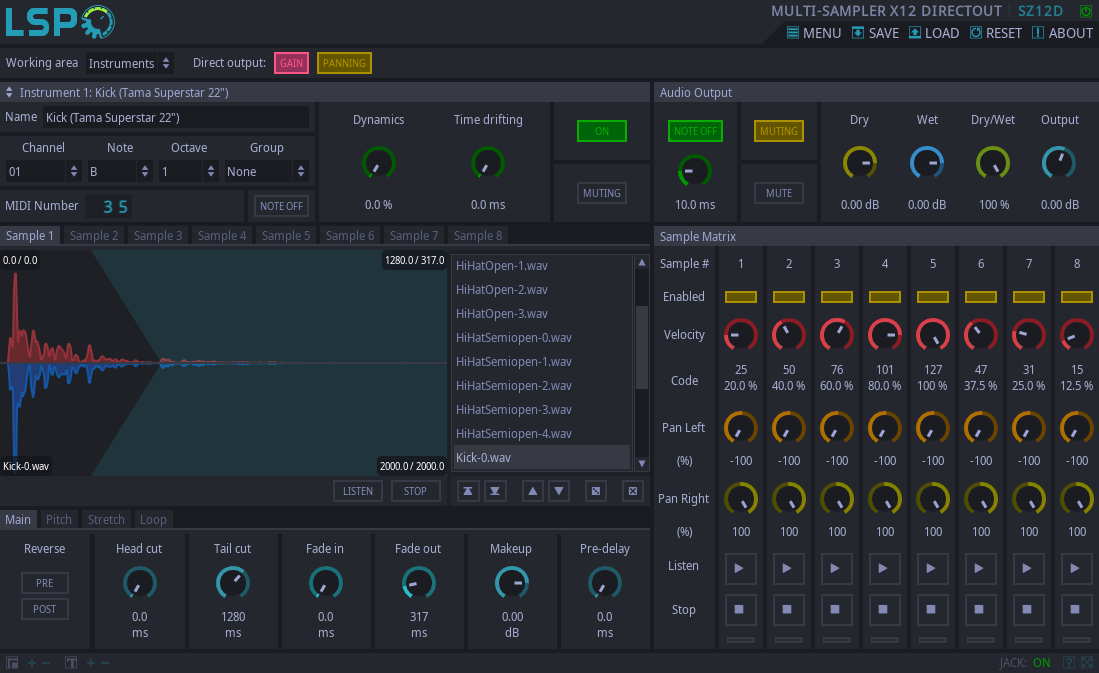 LSP
MULTI-SAMPLER X12 DIRECTOUT SZ12D
MENU SAVE LOAD RESET ABOUT
Working area Instruments Direct output: GAIN PANNING
Instrument 1: Kick (Tama Superstar 22")
Name Kick (Tama Superstar 22")
Channel Note Octave Group
01 B 1 None
MIDI Number 35 NOTE OFF
Dynamics Time drifting
0.0 % 0.0 ms
ON
MUTING
Audio Output
NOTE OFF
10.0 ms
MUTING
MUTE
Dry Wet Dry/Wet Output
0.00 dB 0.00 dB 100 % 0.00 dB
Sample 1 Sample 2 Sample 3 Sample 4 Sample 5 Sample 6 Sample 7 Sample 8
0.0 / 0.0 1280.0 / 317.0
Kick-0.wav 2000.0 / 2000.0
HiHatOpen-1.wav
HiHatOpen-2.wav
HiHatOpen-3.wav
HiHatSemiopen-0.wav
HiHatSemiopen-1.wav
HiHatSemiopen-2.wav
HiHatSemiopen-3.wav
HiHatSemiopen-4.wav
Kick-0.wav
LISTEN STOP
Main Pitch Stretch Loop
Reverse Head cut Tail cut Fade in Fade out Makeup Pre-delay
PRE
POST
0.0 1280 0.0 317 0.00 0.0
ms ms ms ms dB ms
Sample Matrix
Sample # 1 2 3 4 5 6 7 8
Enabled
Velocity
Code 25 50 76 101 127 47 31 15
20.0 % 40.0 % 60.0 % 80.0 % 100 % 37.5 % 25.0 % 12.5 %
Pan Left
(%) -100 -100 -100 -100 -100 -100 -100 -100
Pan Right
(%) 100 100 100 100 100 100 100 100
Listen
Stop
JACK: ON